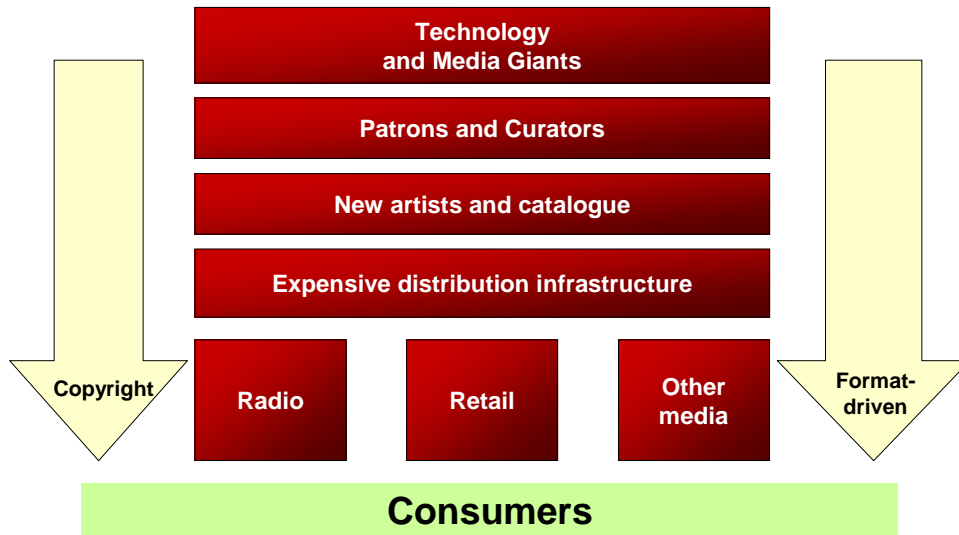 Technology
and Media Giants
Patrons and Curators
New artists and catalogue
Expensive distribution infrastructure
Copyright
Radio
Retail
Other
media
Format-
driven
Consumers